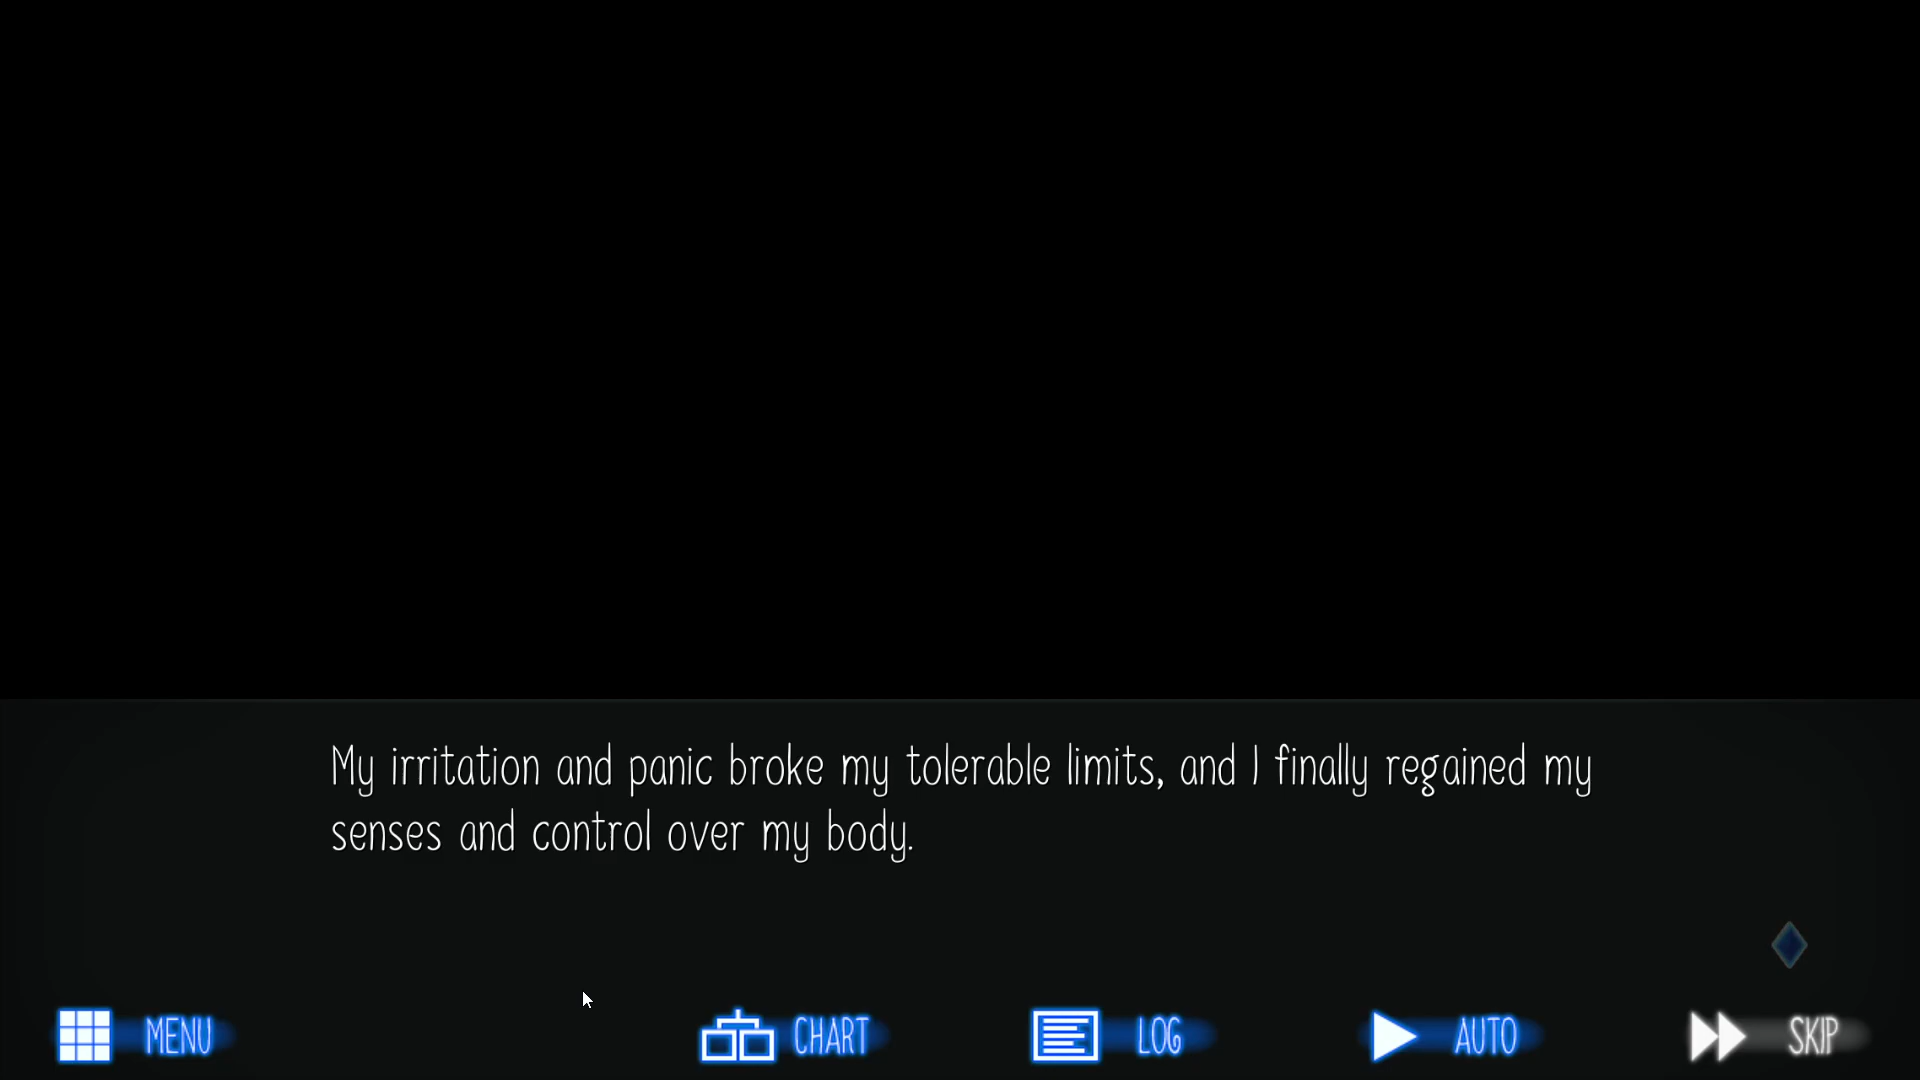 My irritation and panic broke my tolerable limits, and I finally regained my
senses and control over my body.
MENU
CHART
LOG
AUTO
SKIP